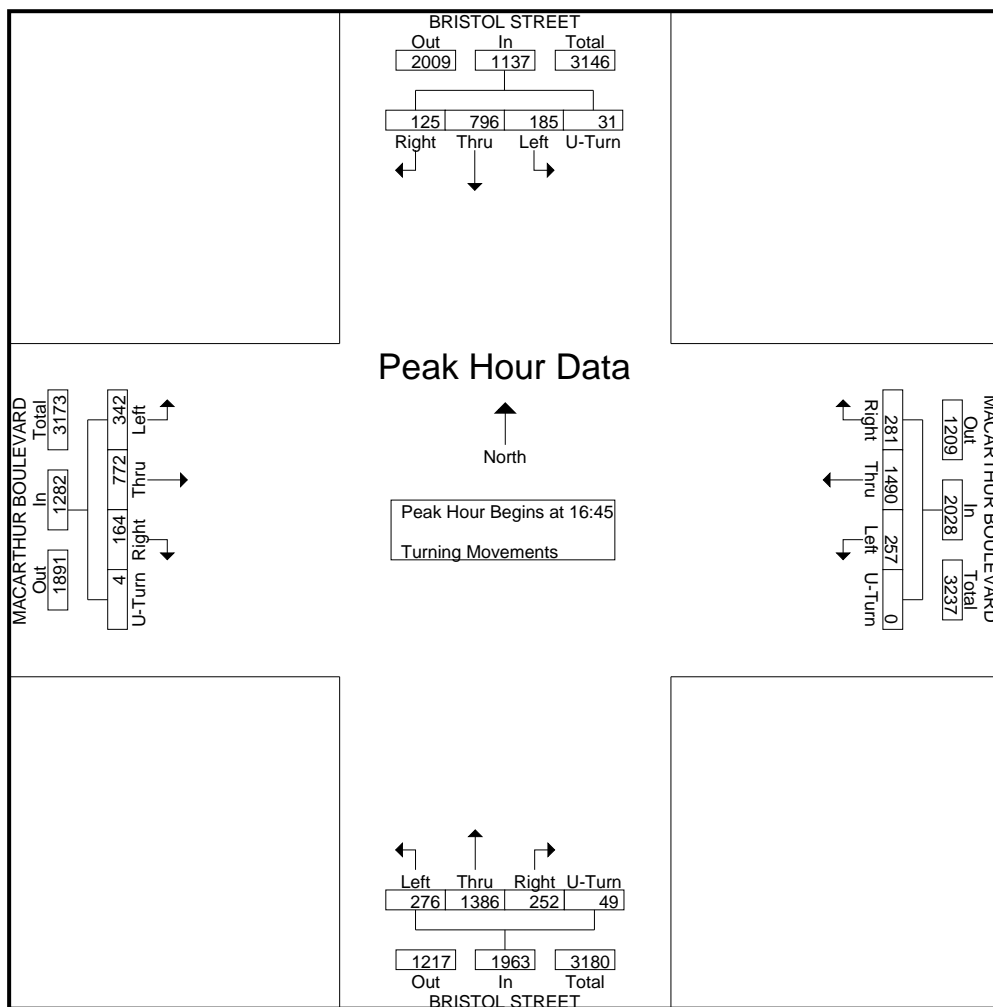 BRISTOL STREET
Out In Total
2009 1137 3146
125 796 185 31
Right Thru Left U-Turn
Peak Hour Data
North
Peak Hour Begins at 16:45
Turning Movements
MACARTHUR BOULEVARD
Out In Total
1891 1282 3173
4 164 772 342
U-Turn Right Thru Left
MACARTHUR BOULEVARD
Out In Total
1209 2028 3237
281 1490 257 0
Right Thru Left U-Turn
Left Thru Right U-Turn
276 1386 252 49
1217 1963 3180
Out In Total
BRISTOL STREET